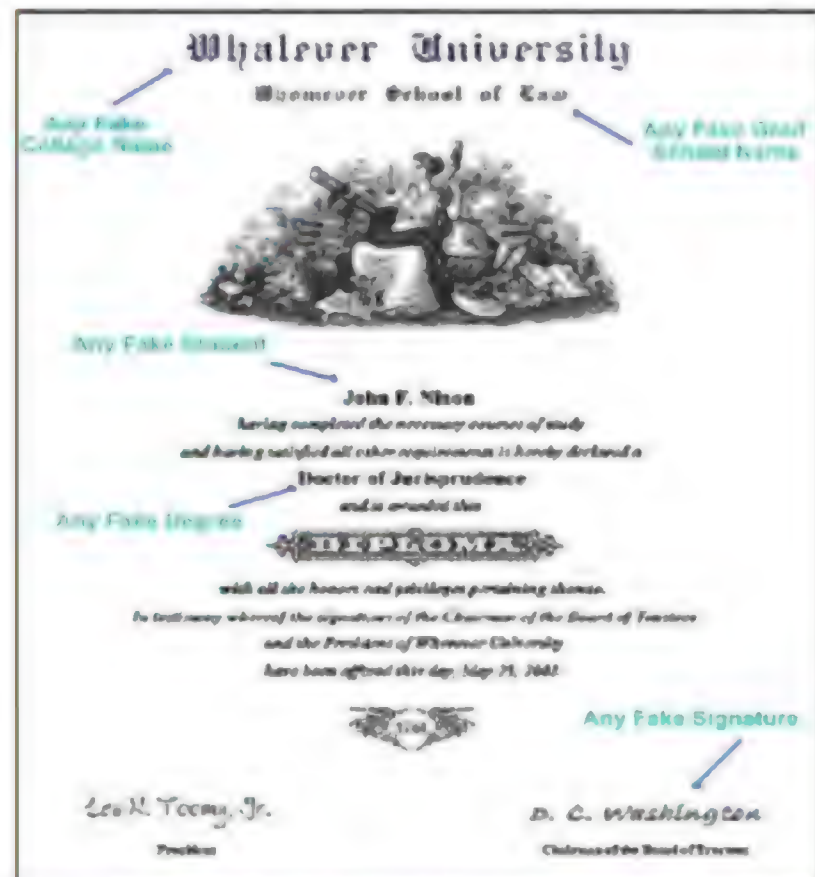 Whatever University
Whomever School of Law
Any Fake
College Name
Any Fake Grad
School Name
Any Fake Student
John F. Nixon
having completed the necessary courses of study
and having satisfied all other requirements is hereby declared a
Doctor of Jurisprudence
and is awarded this
Any Fake Degree
DIPLOMA
with all the honors and privileges pertaining thereto.
In testimony whereof the signatures of the Chairman of the Board of Trustees
and the President of Whatever University
have been affixed this day, May 25,
Any Fake Signature
D. C. Washington
President
Chairman of the Board of Trustees